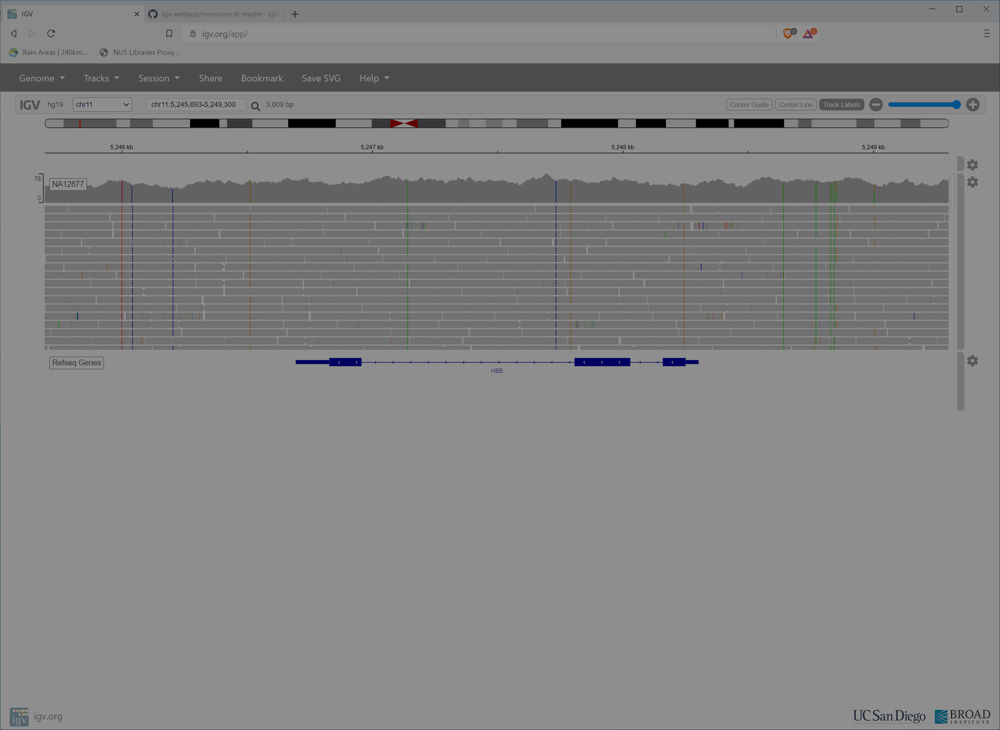 IGV
igv-webapp/resources at master · igvt
igv.org/app/
1
1
Rain Areas | 240km...
NUS Libraries Proxy...
Genome
Tracks
Session
Share
Bookmark
Save SVG
Help
IGV
hg19
chr11
chr11:5,245,693-5,249,300
3,609 bp
Cursor Guide
Center Line
Track Labels
5,246 kb
5,247 kb
5,248 kb
5,249 kb
78
0
NA12877
Refseq Genes
HBB
igv
igv.org
UC San Diego
BROAD
INSTITUTE